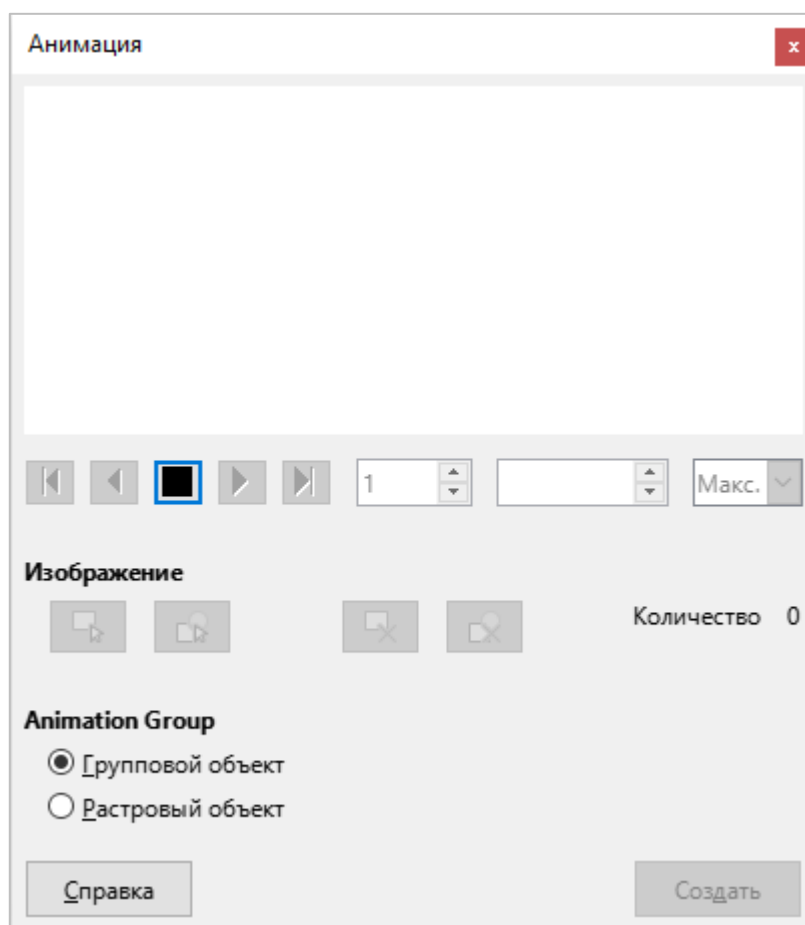 Анимация
x
1
Макс.
Изображение
Количество 0
Animation Group
Групповой объект
Растровый объект
Справка
Создать